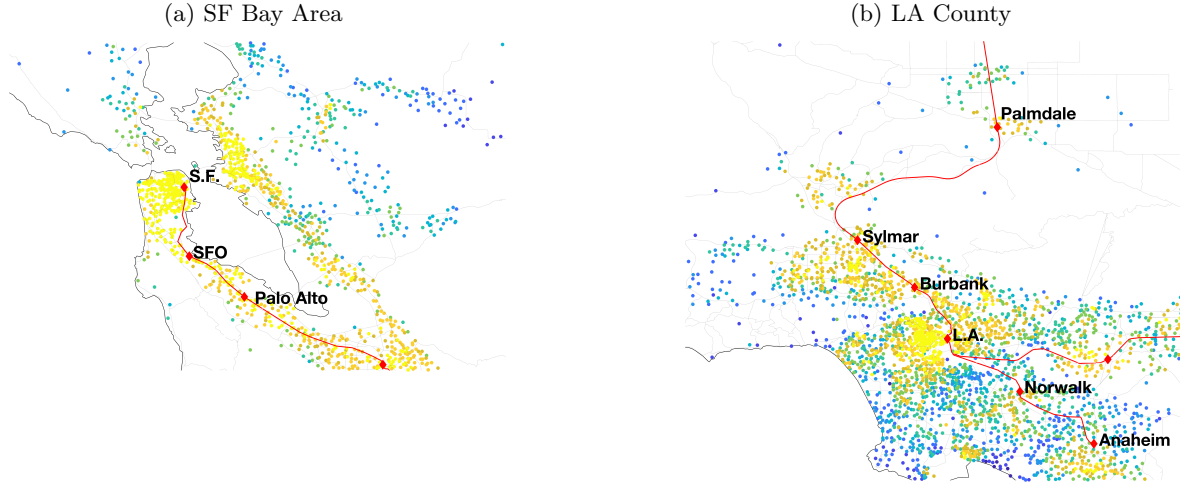 (a) SF Bay Area
S.F.
SFO
Palo Alto
(b) LA County
Palmdale
Sylmar
Burbank
L.A.
Norwalk
Anaheim